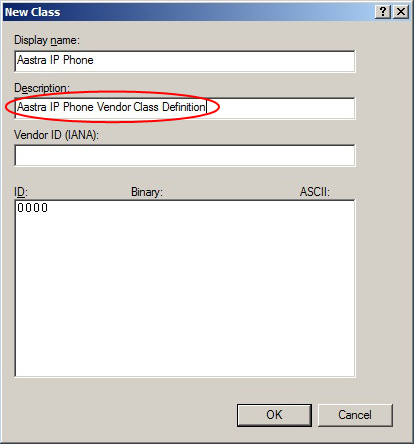 New Class
Display name:
Aastra IP Phone
Description:
Aastra IP Phone Vendor Class Definition
Vendor ID (IANA):
ID: Binary: ASCII:
0000
OK Cancel